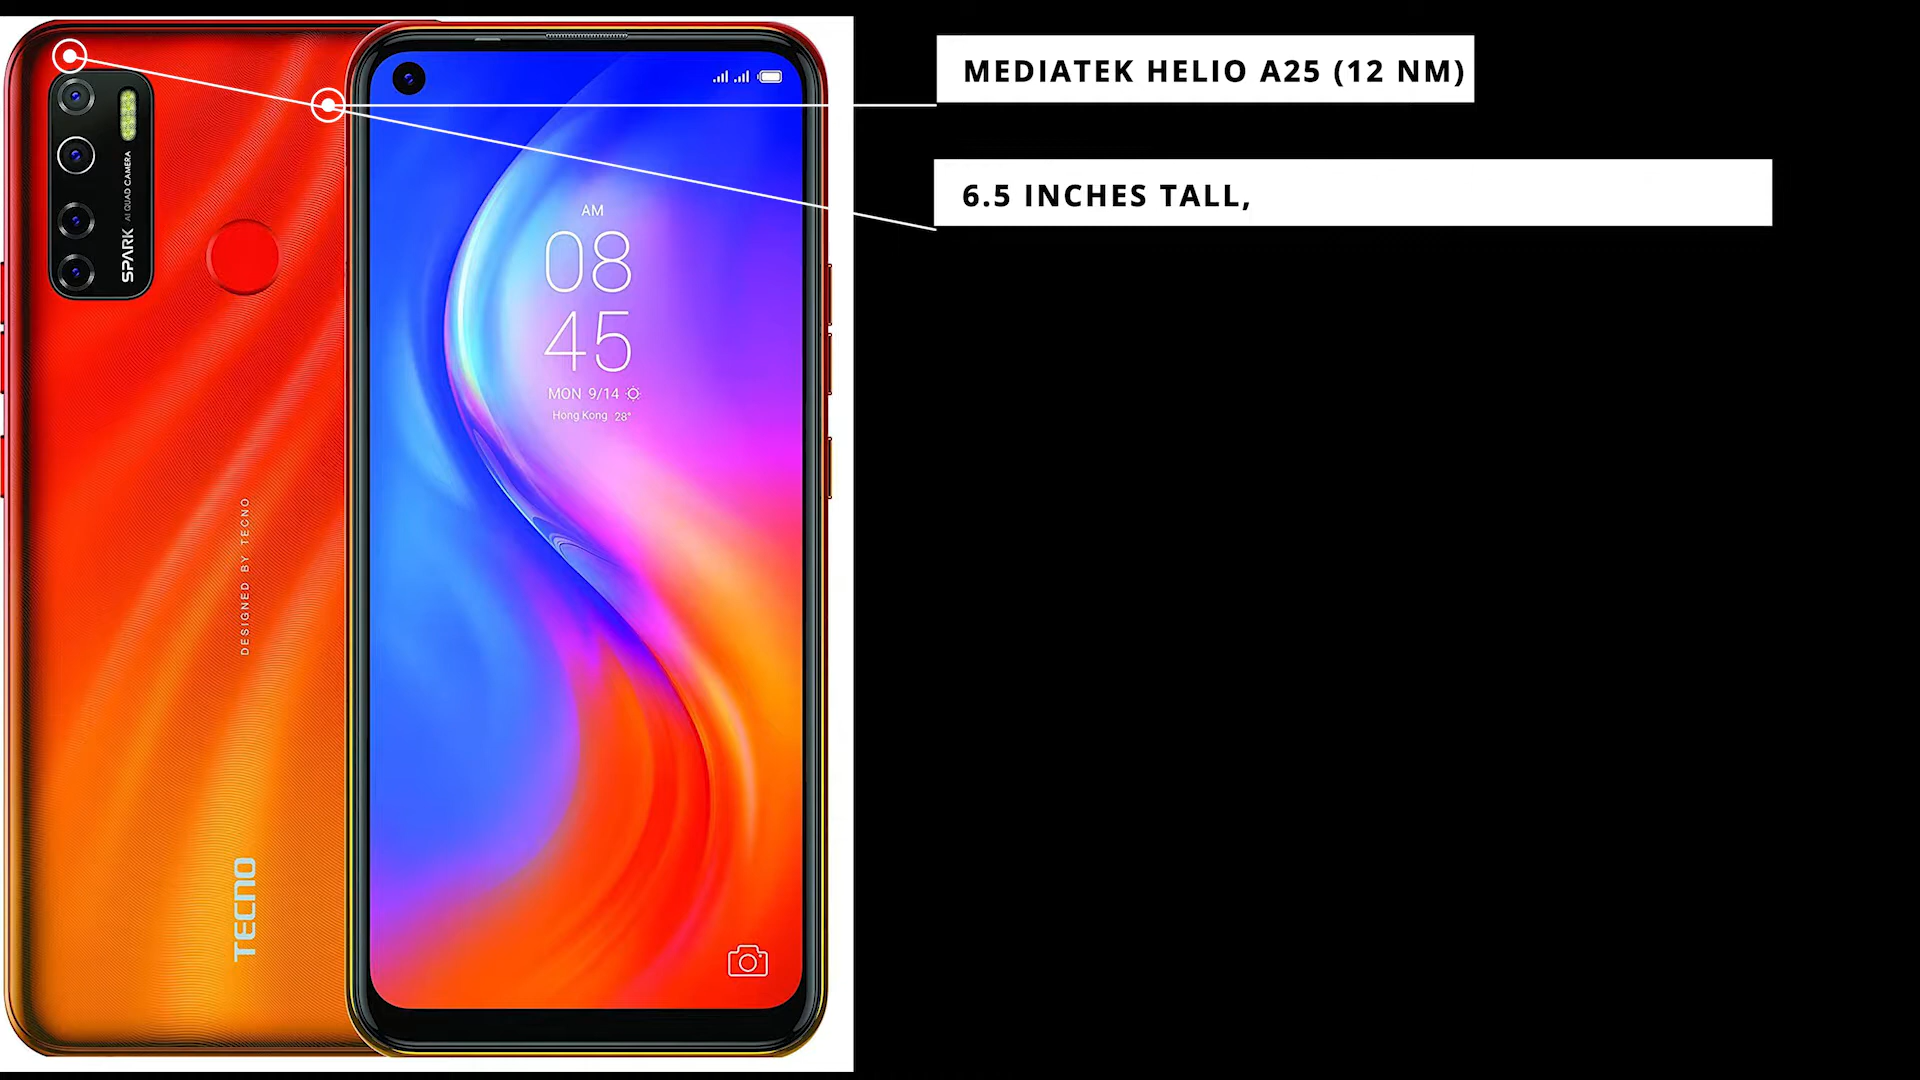 MEDIATEK HELIO A25 (12 NM)
6.5 INCHES TALL,
SPARK AI QUAD CAMERA
DESIGNED BY TECNO
TECNO
AM
08
45
MON 9/14
Hong Kong 28°